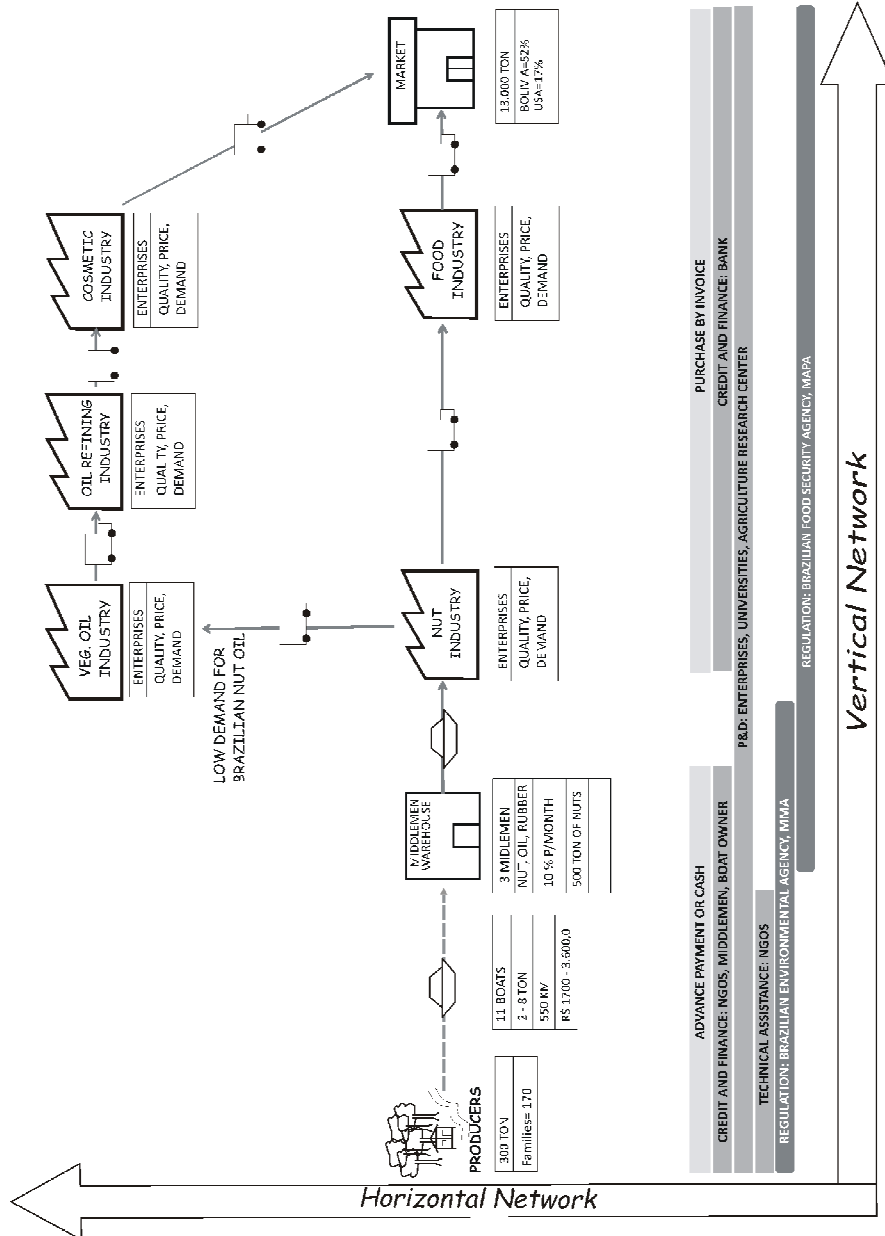 VEG. OIL
INDUSTRY
ENTERPRISES
QUALITY, PRICE,
DEMAND
OIL REFINING
INDUSTRY
ENTERPRISES
QUALITY, PRICE,
DEMAND
COSMETIC
INDUSTRY
ENTERPRISES
QUALITY, PRICE,
DEMAND
LOW DEMAND FOR
BRAZILIAN NUT OIL
PRODUCERS
300 TON
Families= 170
11 BOATS
2 - 8 TON
550 KM
R$ 1700 - 3.600,0
MIDDLEMEN
WAREHOUSE
3 MIDLEMEN
NUT, OIL, RUBBER
10 % P/MONTH
500 TON OF NUTS
NUT
INDUSTRY
ENTERPRISES
QUALITY, PRICE,
DEMAND
FOOD
INDUSTRY
ENTERPRISES
QUALITY, PRICE,
DEMAND
MARKET
13.000 TON
BOLIVIA=52%
USA=17%
ADVANCE PAYMENT OR CASH
PURCHASE BY INVOICE
CREDIT AND FINANCE: NGOS, MIDDLEMEN, BOAT OWNER
CREDIT AND FINANCE: BANK
P&D: ENTERPRISES, UNIVERSITIES, AGRICULTURE RESEARCH CENTER
TECHNICAL ASSISTANCE: NGOS
REGULATION: BRAZILIAN ENVIRONMENTAL AGENCY, MMA
REGULATION: BRAZILIAN FOOD SECURITY AGENCY, MAPA
Vertical Network
Horizontal Network